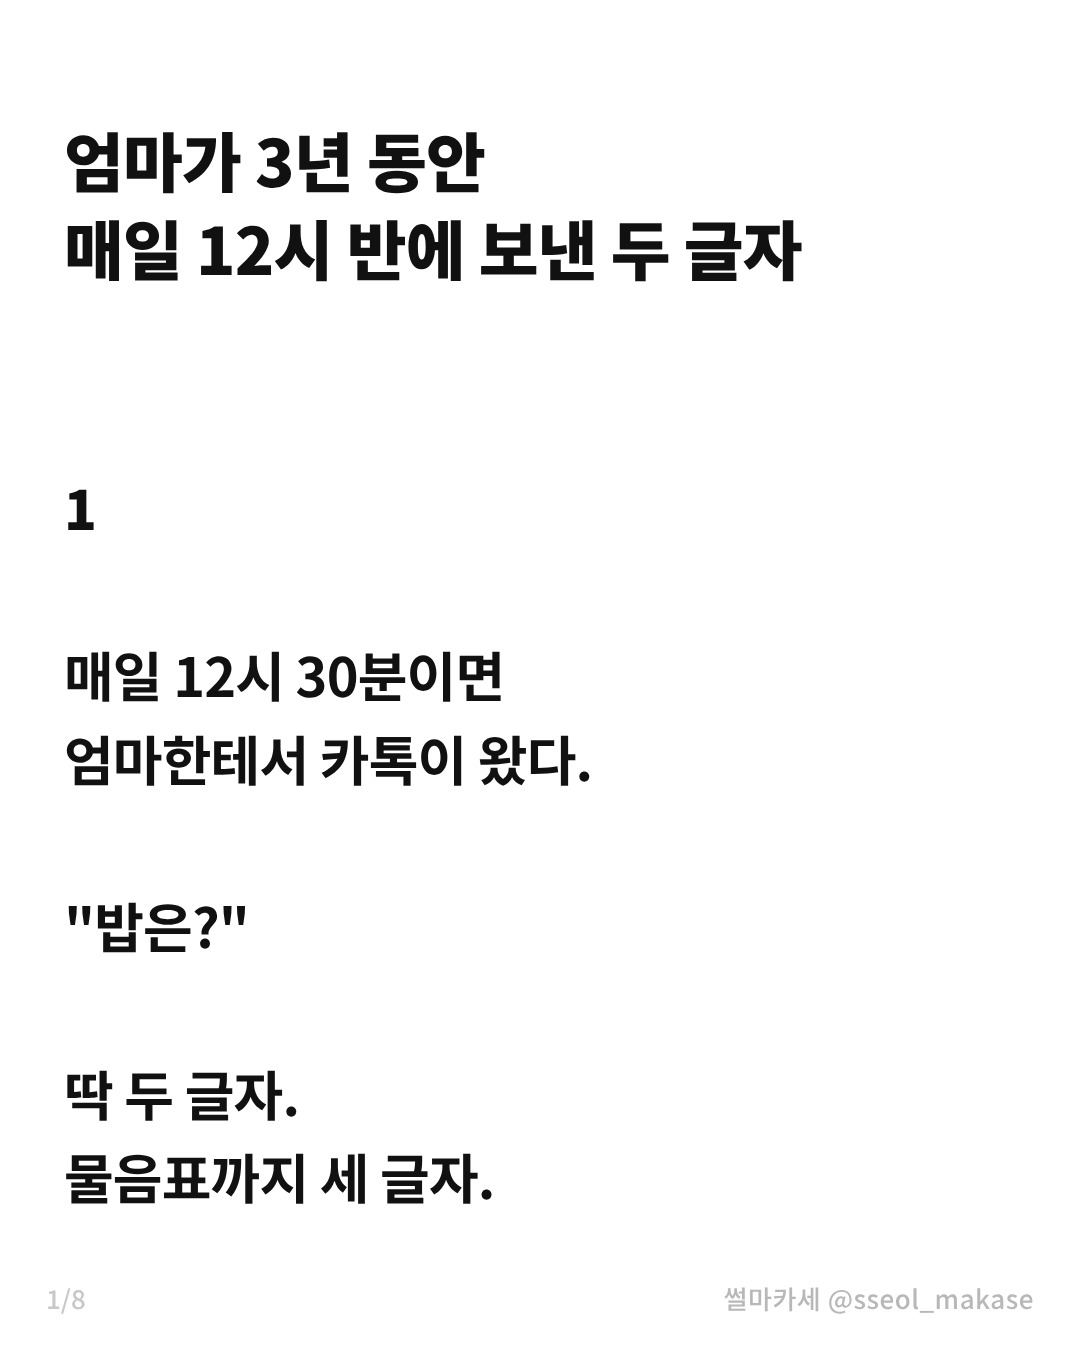 엄마가 3년 동안
매일 12시 반에 보낸 두 글자
1
매일 12시 30분이면
엄마한테서 카톡이 왔다.
"밥은?"
딱 두 글자.
물음표까지 세 글자.
1/8
썰마카세 @sseol_makase